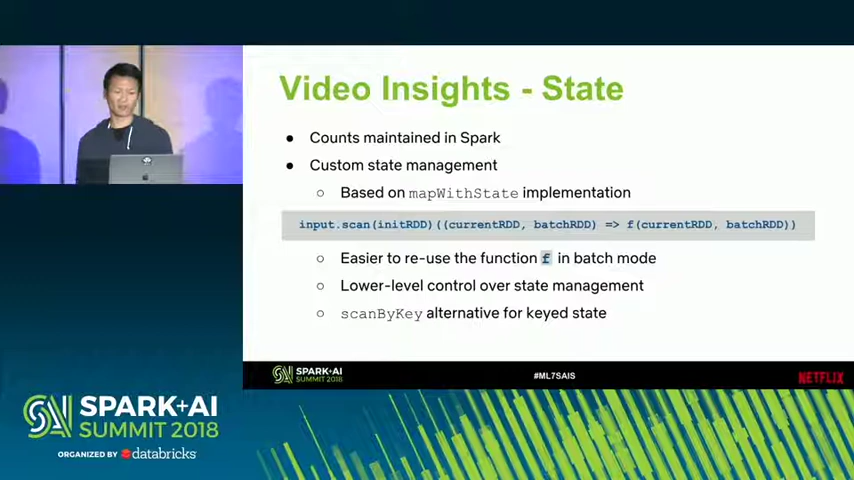 Video Insights - State
● Counts maintained in Spark
● Custom state management
○ Based on mapWithState implementation
input.scan(initRDD)((currentRDD, batchRDD) => f(currentRDD, batchRDD))
○ Easier to re-use the function f in batch mode
○ Lower-level control over state management
○ scanByKey alternative for keyed state
SPARK+AI
SUMMIT 2018
#ML7SAIS
NETFLIX
SPARK+AI
SUMMIT 2018
ORGANIZED BY databricks